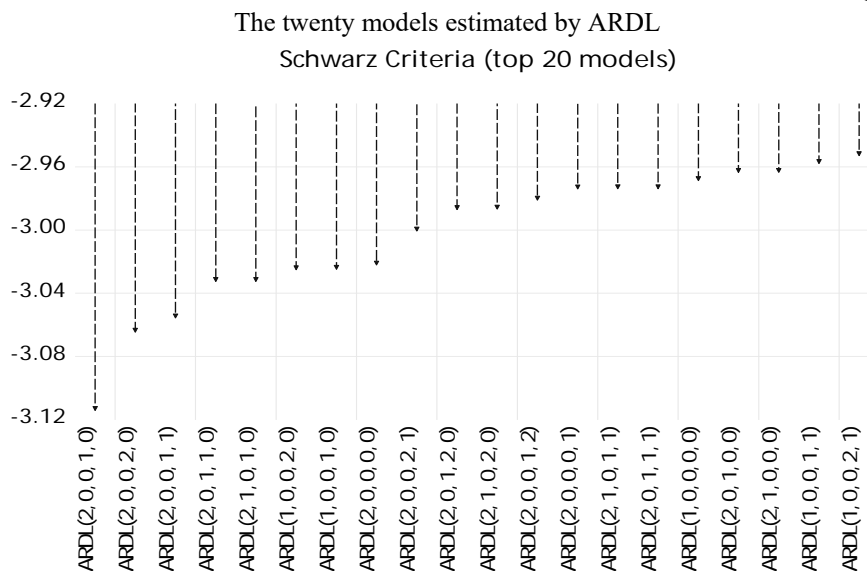 The twenty models estimated by ARDL
Schwarz Criteria (top 20 models)
-2.92
-2.96
-3.00
-3.04
-3.08
-3.12
ARDL(2, 0, 0, 1, 0)
ARDL(2, 0, 0, 2, 0)
ARDL(2, 0, 0, 1, 1)
ARDL(2, 0, 1, 1, 0)
ARDL(2, 1, 0, 1, 0)
ARDL(1, 0, 0, 2, 0)
ARDL(1, 0, 0, 1, 0)
ARDL(2, 0, 0, 0, 0)
ARDL(2, 0, 0, 2, 1)
ARDL(2, 0, 1, 2, 0)
ARDL(2, 1, 0, 2, 0)
ARDL(2, 0, 0, 1, 2)
ARDL(2, 0, 0, 0, 1)
ARDL(2, 1, 0, 1, 1)
ARDL(2, 0, 1, 1, 1)
ARDL(1, 0, 0, 0, 0)
ARDL(2, 0, 1, 0, 0)
ARDL(2, 1, 0, 0, 0)
ARDL(1, 0, 0, 1, 1)
ARDL(1, 0, 0, 2, 1)